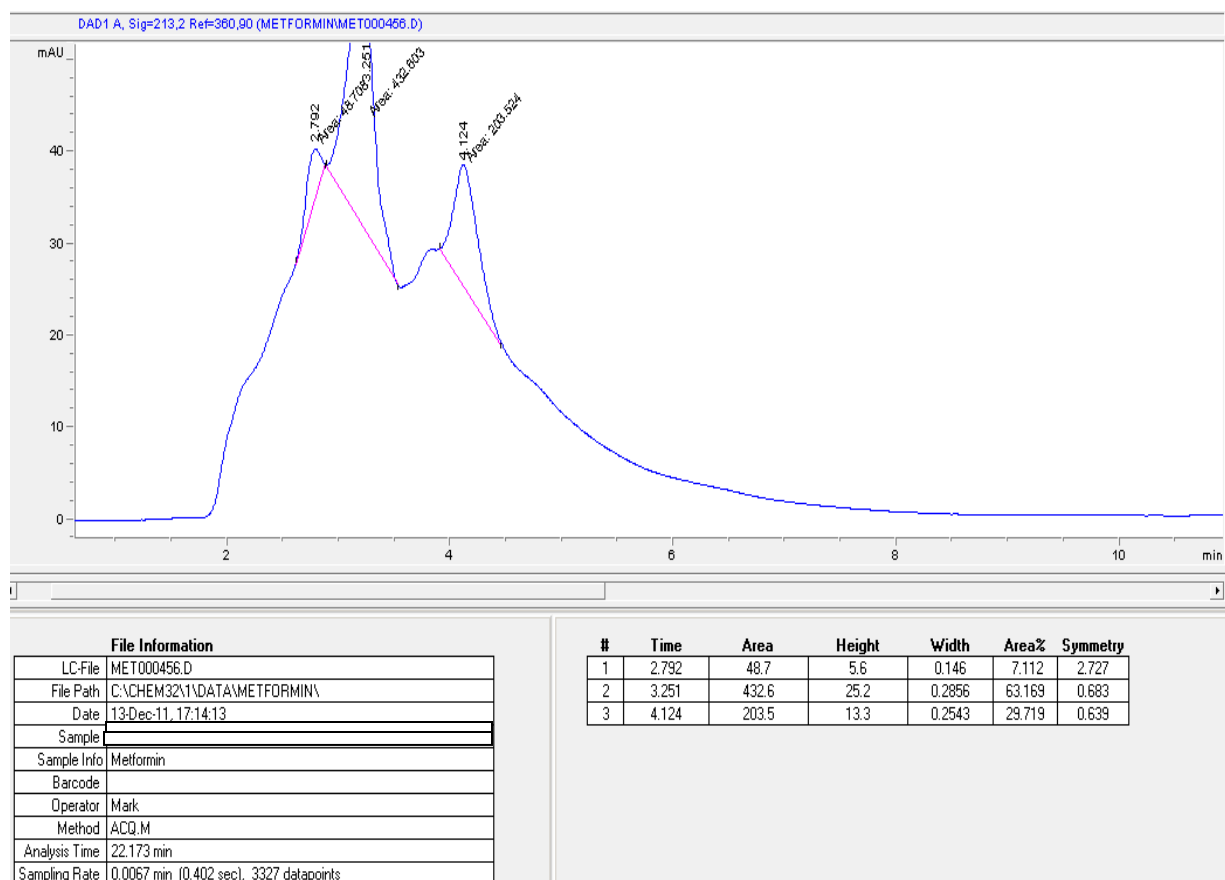 DAD1 A, Sig=213,2 Ref=360,90 (METFORMIN\MET000456.D)
mAU
40
30
20
10
0
2.792
Area: 48.708
3.251
Area: 432.603
4.124
Area: 203.524
2 4 6 8 10 min
File Information
LC-File MET000456.D
File Path C:\CHEM32\1\DATA\METFORMIN\
Date 13-Dec-11, 17:14:13
Sample
Sample Info Metformin
Barcode
Operator Mark
Method ACQ.M
Analysis Time 22.173 min
Sampling Rate 0.0067 min (0.402 sec), 3327 datapoints
# Time Area Height Width Area% Symmetry
1 2.792 48.7 5.6 0.146 7.112 2.727
2 3.251 432.6 25.2 0.2856 63.169 0.683
3 4.124 203.5 13.3 0.2543 29.719 0.639